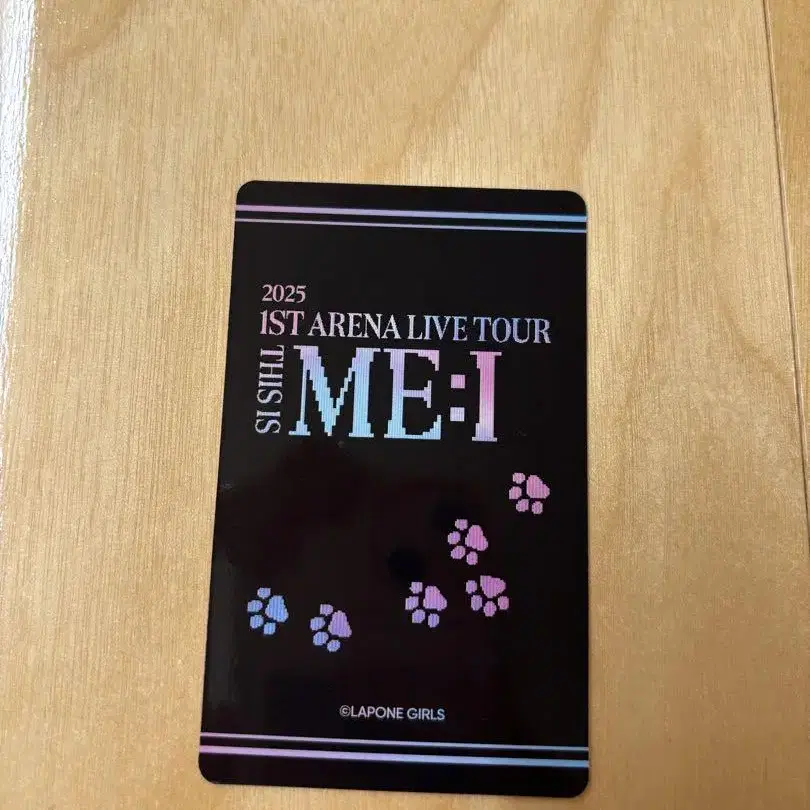 2025
1ST ARENA LIVE TOUR
THIS IS
ME:I
©LAPONE GIRLS